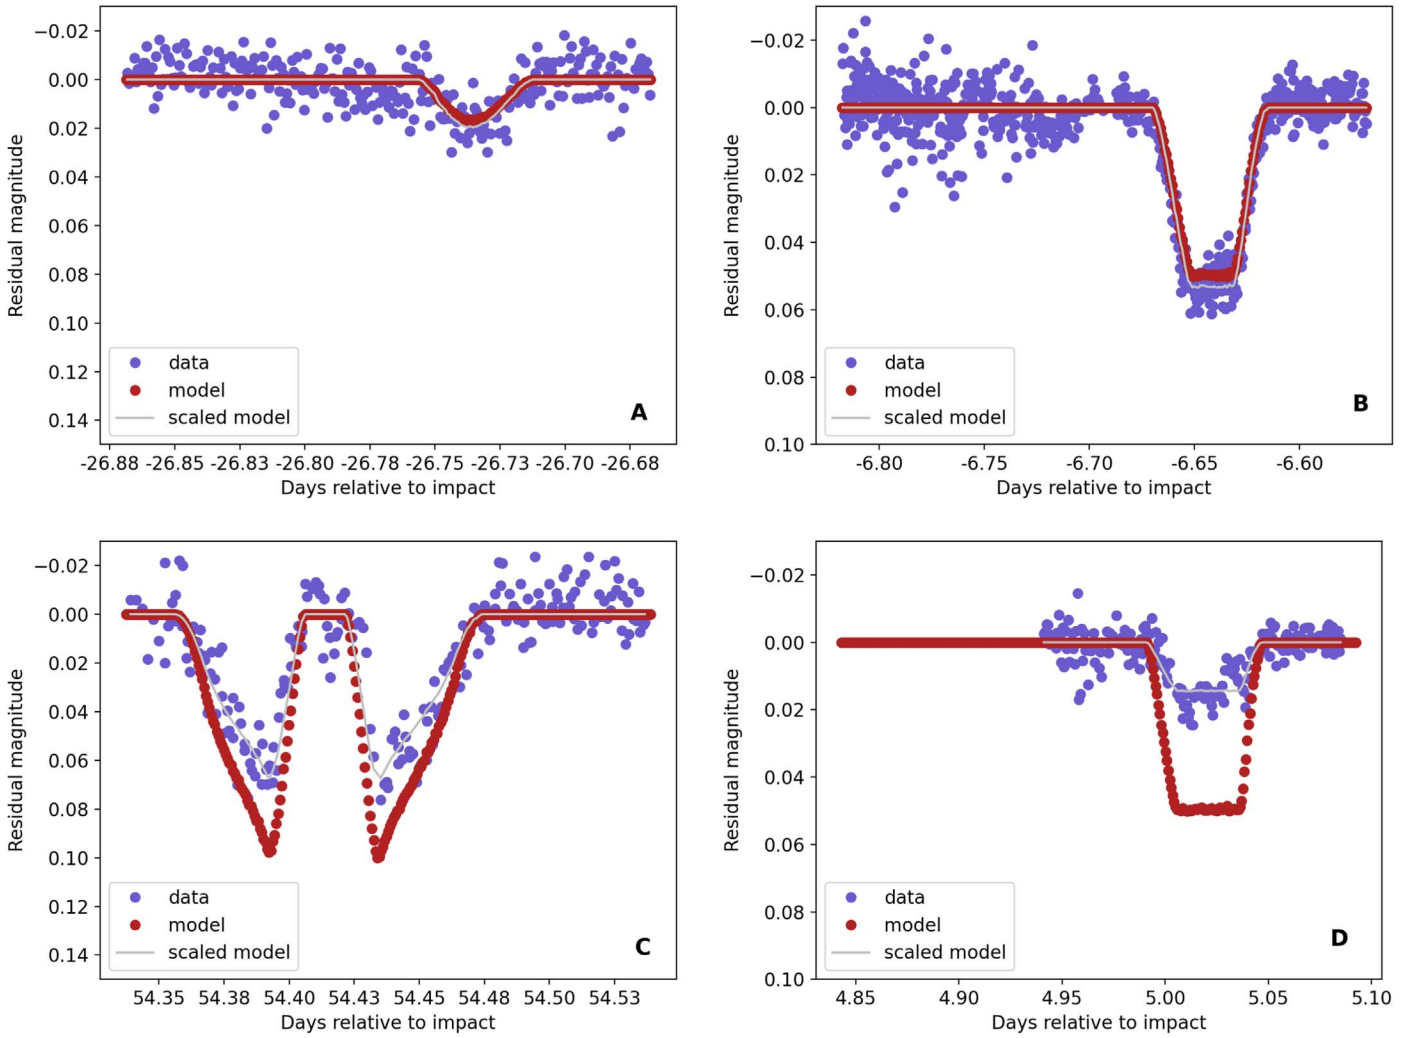 −0.02
0.00
0.02
0.04
0.06
0.08
0.10
0.12
0.14
Residual magnitude
data
model
scaled model
A
-26.88 -26.85 -26.83 -26.80 -26.78 -26.75 -26.73 -26.70 -26.68
Days relative to impact
−0.02
0.00
0.02
0.04
0.06
0.08
0.10
Residual magnitude
data
model
scaled model
B
-6.80 -6.75 -6.70 -6.65 -6.60
Days relative to impact
−0.02
0.00
0.02
0.04
0.06
0.08
0.10
0.12
0.14
Residual magnitude
data
model
scaled model
C
54.35 54.38 54.40 54.43 54.45 54.48 54.50 54.53
Days relative to impact
−0.02
0.00
0.02
0.04
0.06
0.08
0.10
Residual magnitude
data
model
scaled model
D
4.85 4.90 4.95 5.00 5.05 5.10
Days relative to impact